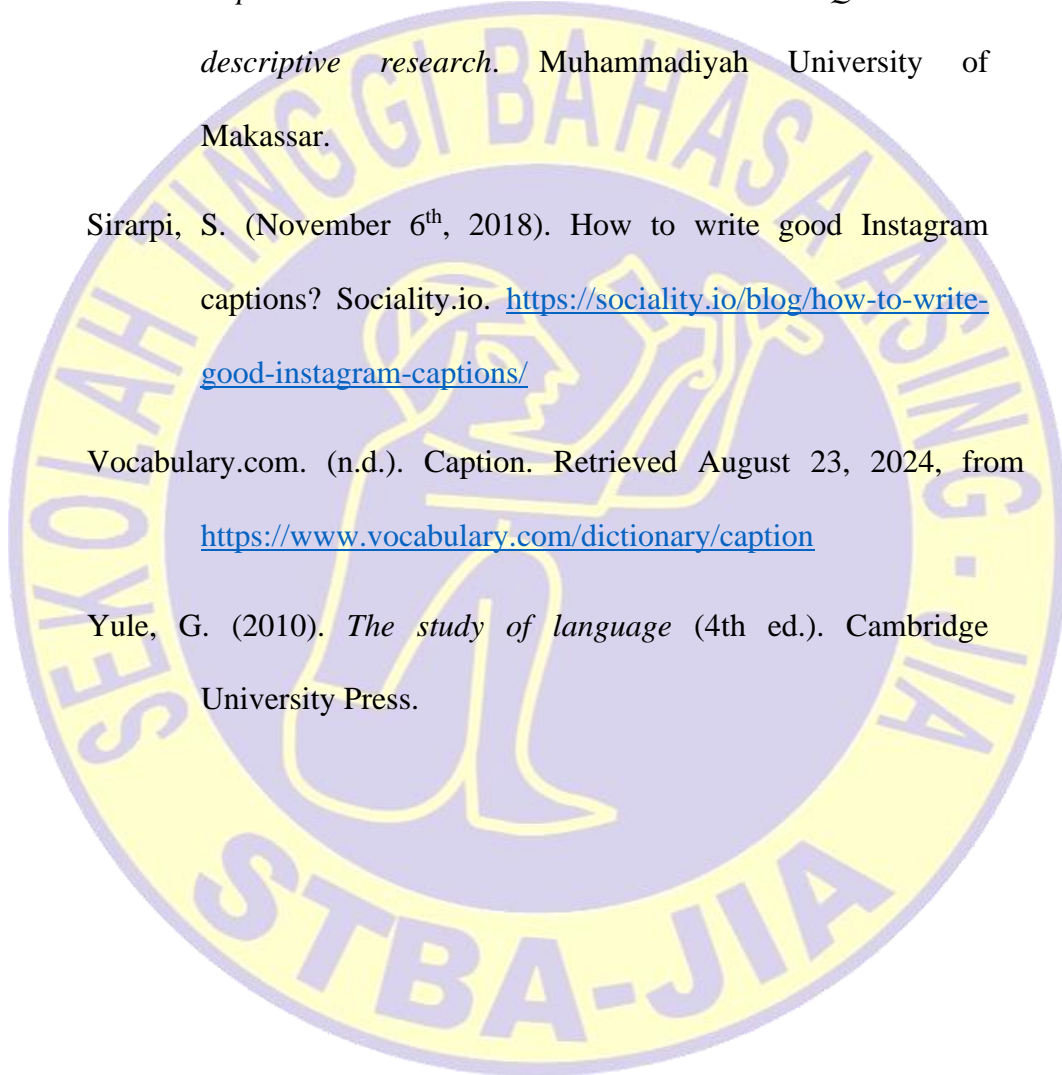 descriptive research. Muhammadiyah University of
Makassar.
Sirarpi, S. (November 6th, 2018). How to write good Instagram
captions? Sociality.io. https://sociality.io/blog/how-to-write-
good-instagram-captions/
Vocabulary.com. (n.d.). Caption. Retrieved August 23, 2024, from
https://www.vocabulary.com/dictionary/caption
Yule, G. (2010). The study of language (4th ed.). Cambridge
University Press.
SEKOLAH TINGGI BAHASA ASING - JIA
STBA-JIA